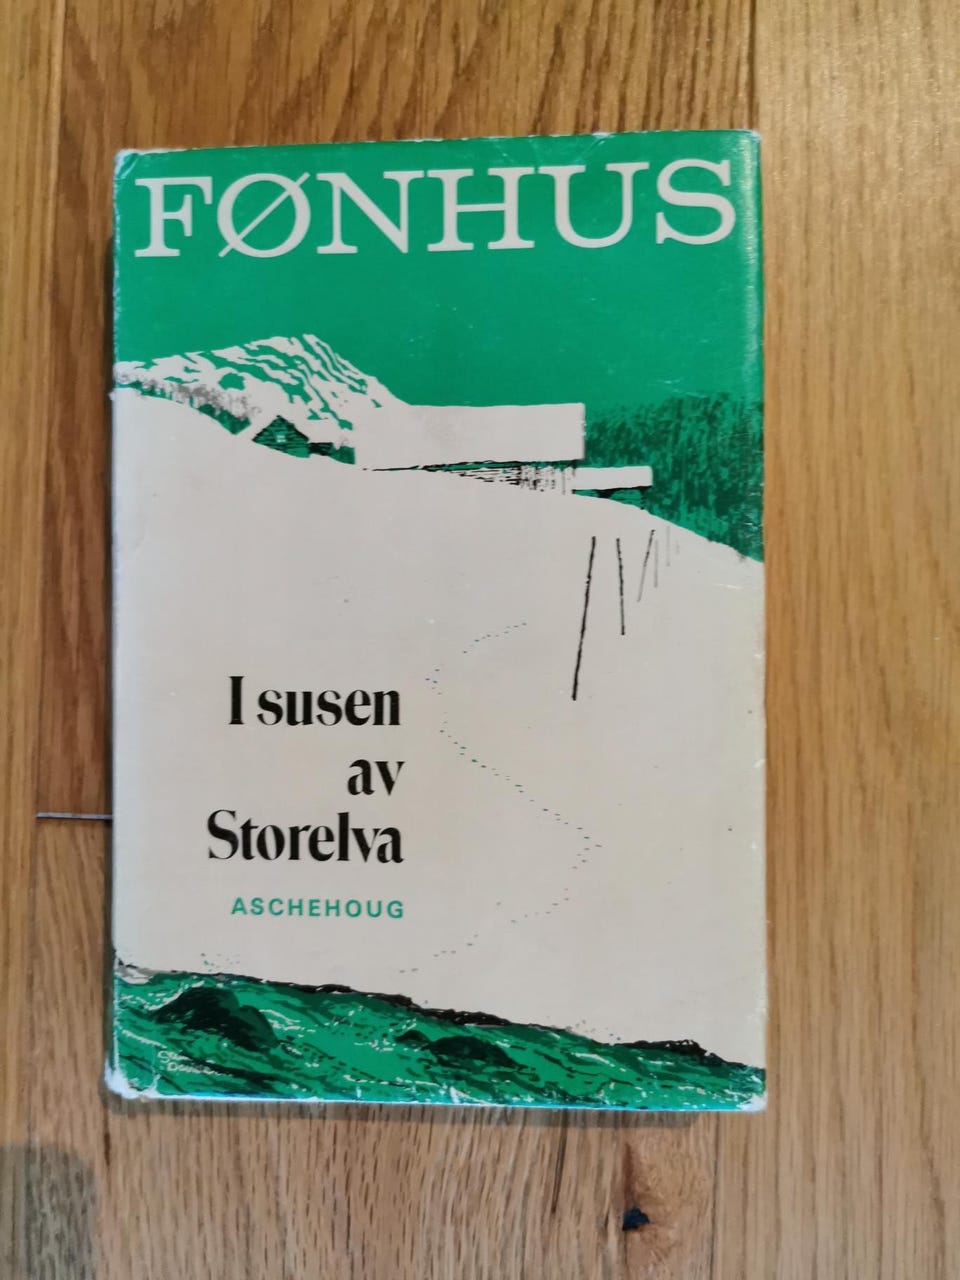 FØNHUS
I susen
av
Storelva
ASCHEHOUG